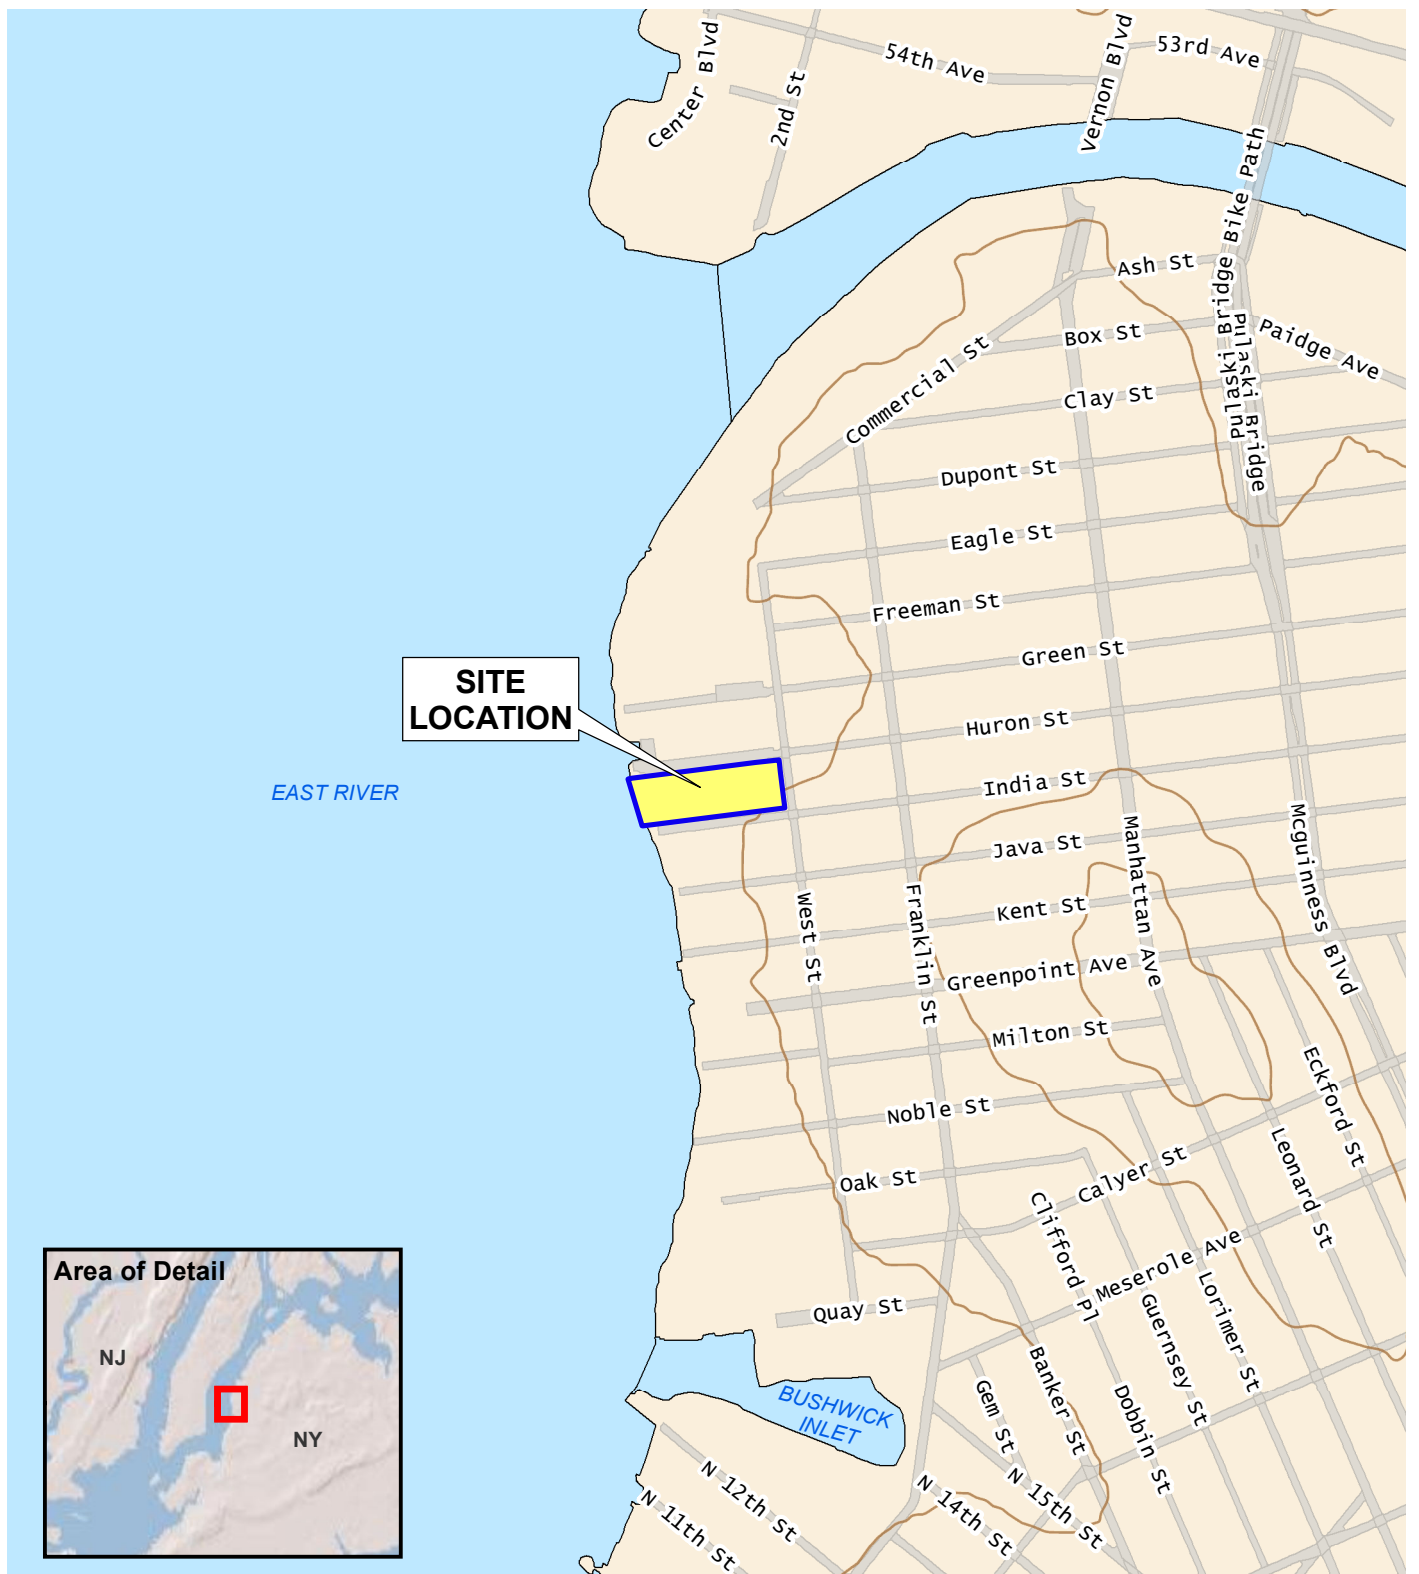 Center Blvd
2nd St
54th Ave
Vernon Blvd
53rd Ave
Pulaski Bridge Bike Path
Pulaski Bridge
Ash St
Box St
Paidge Ave
Commercial St
Clay St
Dupont St
Eagle St
Freeman St
Green St
SITE
LOCATION
Huron St
EAST RIVER
India St
Java St
Manhattan Ave
Mcguinness Blvd
West St
Franklin St
Kent St
Greenpoint Ave
Milton St
Noble St
Eckford St
Leonard St
Oak St
Calyer St
Clifford Pl
Meserole Ave
Quay St
Guernsey St
Lorimer St
Banker St
Gem St
Dobbin St
BUSHWICK
INLET
N 12th St
N 11th St
N 14th St
N 15th St
Area of Detail
NJ
NY